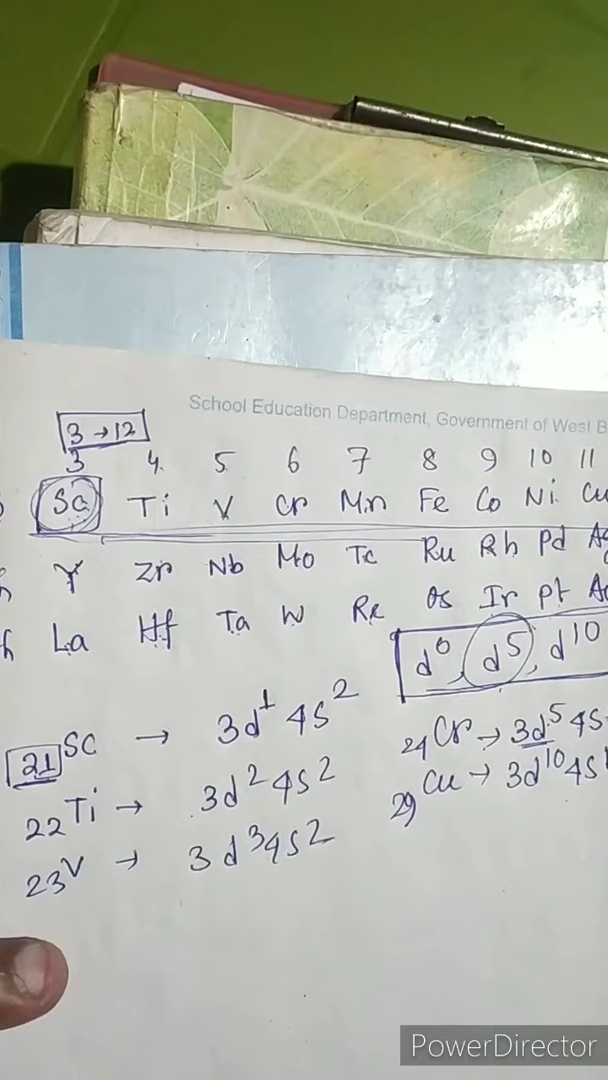 School Education Department, Government of West B
3→12
3 4. 5. 6 7 8 9 10 11
Sc Ti V Cr Mn Fe Co Ni Cu
Y Zr Nb Mo Tc Ru Rh Pd
La Hf Ta W Re Os Ir Pt
d⁰, d⁵, d¹⁰
21Sc → 3d¹ 4s²
24Cr → 3d⁵ 4s
22Ti → 3d² 4s²
29Cu → 3d¹⁰ 4s¹
23V → 3d³ 4s²
PowerDirector